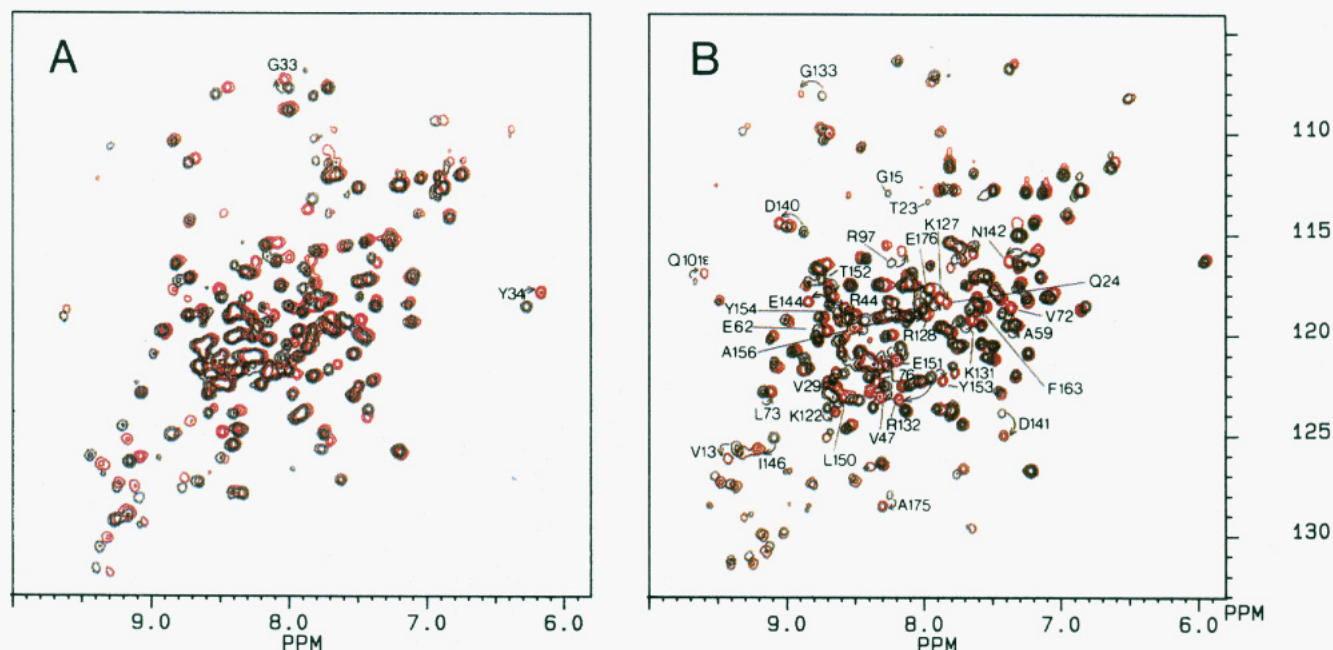 A
B
G33
Y34
G133
110
G15
T23
D140
K127
R97
E176
N142
115
Q101ε
T152
E144
R44
Q24
Y154
V72
E62
R128
A59
120
A156
E151
76
K131
Y153
F163
V29
L73
K122
R132
D141
V47
125
V13
I146
L150
A175
130
9.0 8.0 7.0 6.0
PPM
9.0 8.0 7.0 6.0
PPM
PPM